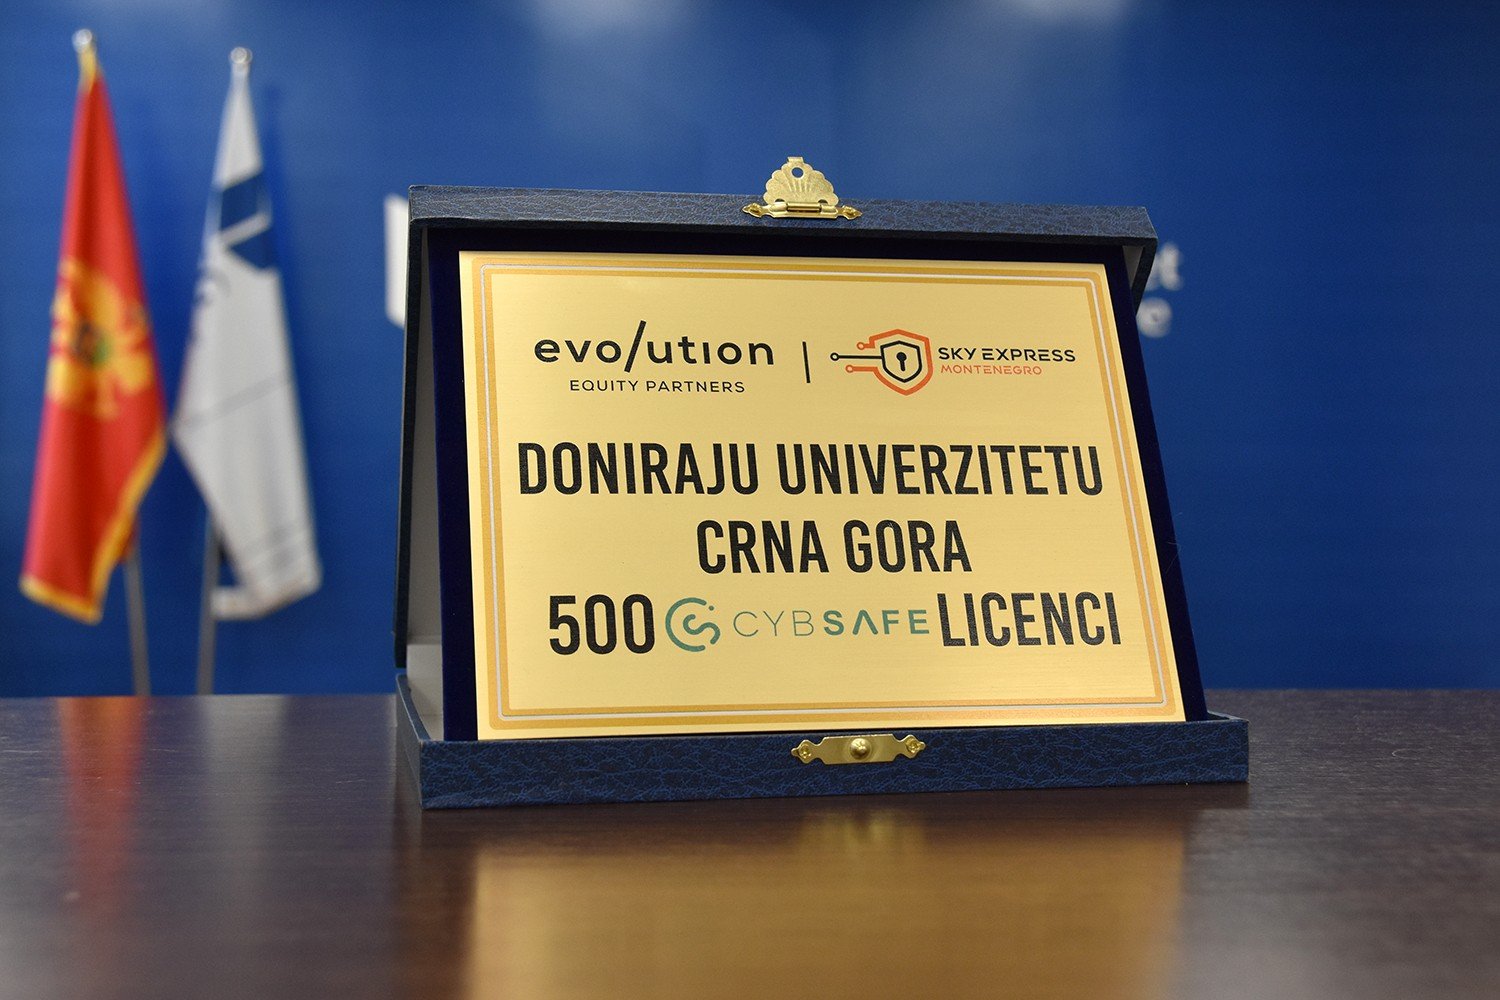 evo/ution | SKY EXPRESS
EQUITY PARTNERS MONTENEGRO
DONIRAJU UNIVERZITETU
CRNA GORA
500 CYBSAFE LICENCI